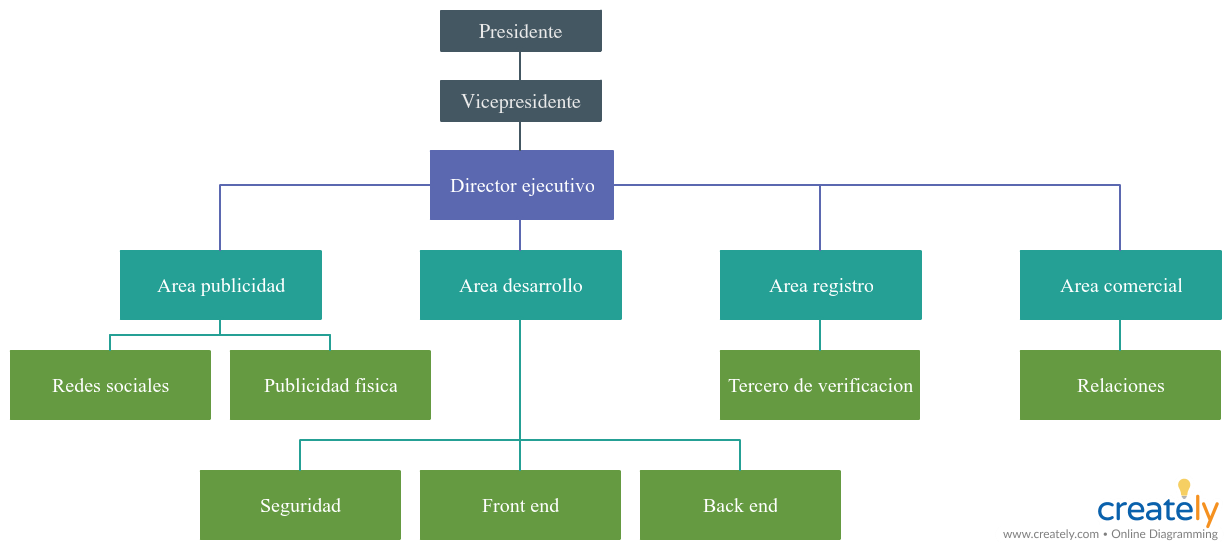 Presidente
Vicepresidente
Director ejecutivo
Area publicidad
Area desarrollo
Area registro
Area comercial
Redes sociales
Publicidad fisica
Tercero de verificacion
Relaciones
Seguridad
Front end
Back end
creately
www.creately.com • Online Diagramming